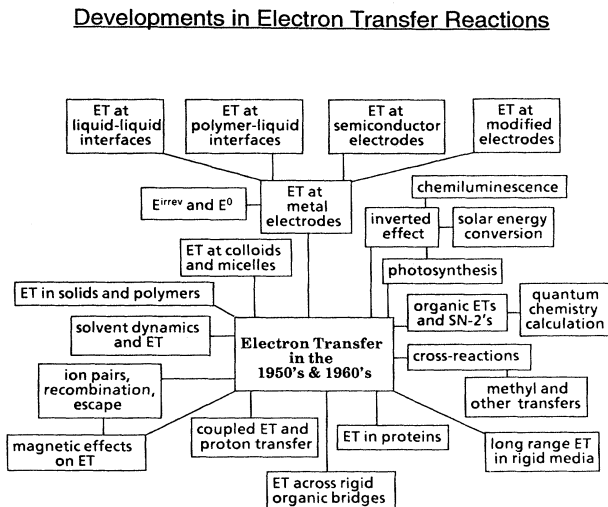 Developments in Electron Transfer Reactions
ET at
liquid-liquid
interfaces
ET at
polymer-liquid
interfaces
ET at
semiconductor
electrodes
ET at
modified
electrodes
E^irrev and E^0
ET at
metal
electrodes
chemiluminescence
inverted
effect
solar energy
conversion
photosynthesis
ET at colloids
and micelles
ET in solids and polymers
solvent dynamics
and ET
Electron Transfer
in the
1950's & 1960's
organic ETs
and SN-2's
quantum
chemistry
calculation
cross-reactions
methyl and
other transfers
ion pairs,
recombination,
escape
magnetic effects
on ET
coupled ET and
proton transfer
ET in proteins
long range ET
in rigid media
ET across rigid
organic bridges